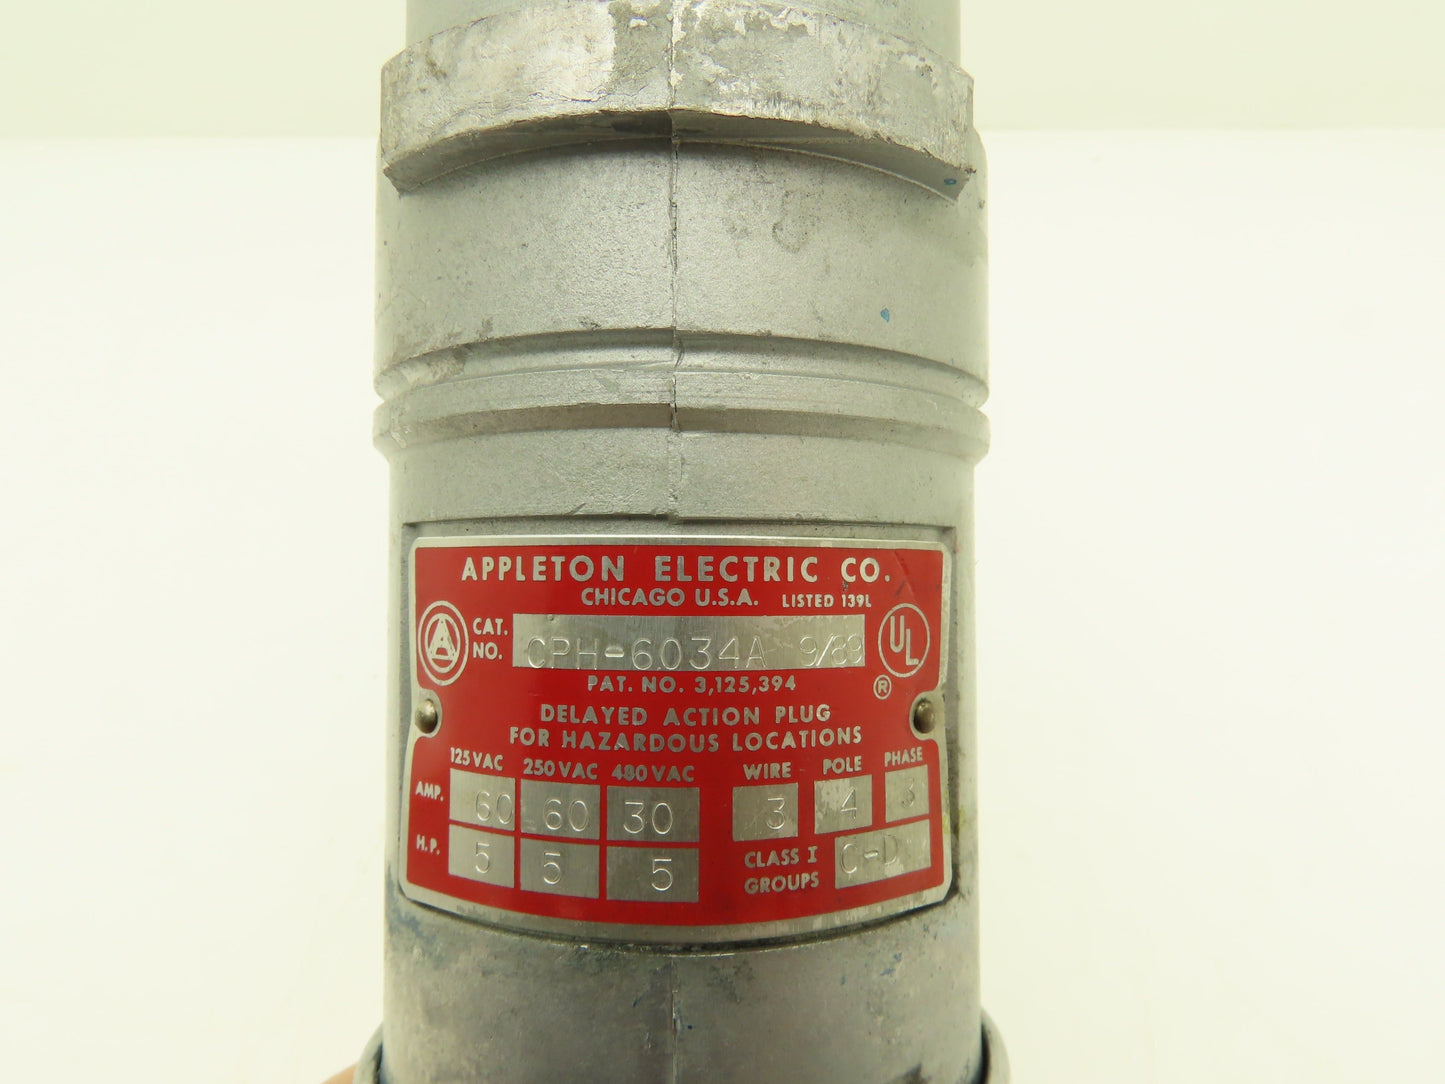 APPLETON ELECTRIC CO.
CHICAGO U.S.A. LISTED 139L
CAT. NO. CPH-6034A 9/89 UL
®
PAT. NO. 3,125,394
DELAYED ACTION PLUG
FOR HAZARDOUS LOCATIONS
125 VAC 250 VAC 480 VAC WIRE POLE PHASE
AMP. 60 60 30 3 4 3
H.P. 5 5 5 CLASS I GROUPS C-D